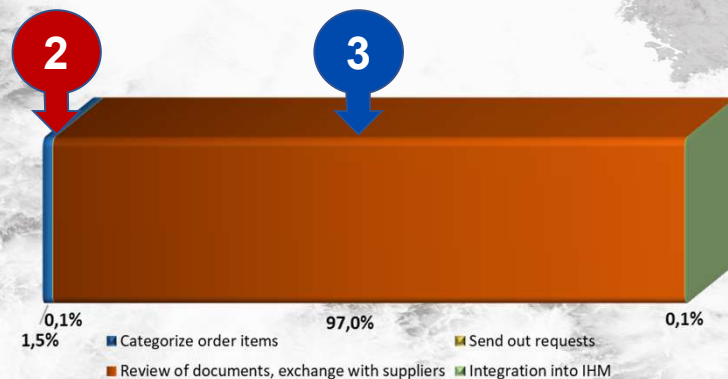 2
3
0,1%
1,5%
97,0%
0,1%
Categorize order items
Send out requests
Review of documents, exchange with suppliers
Integration into IHM